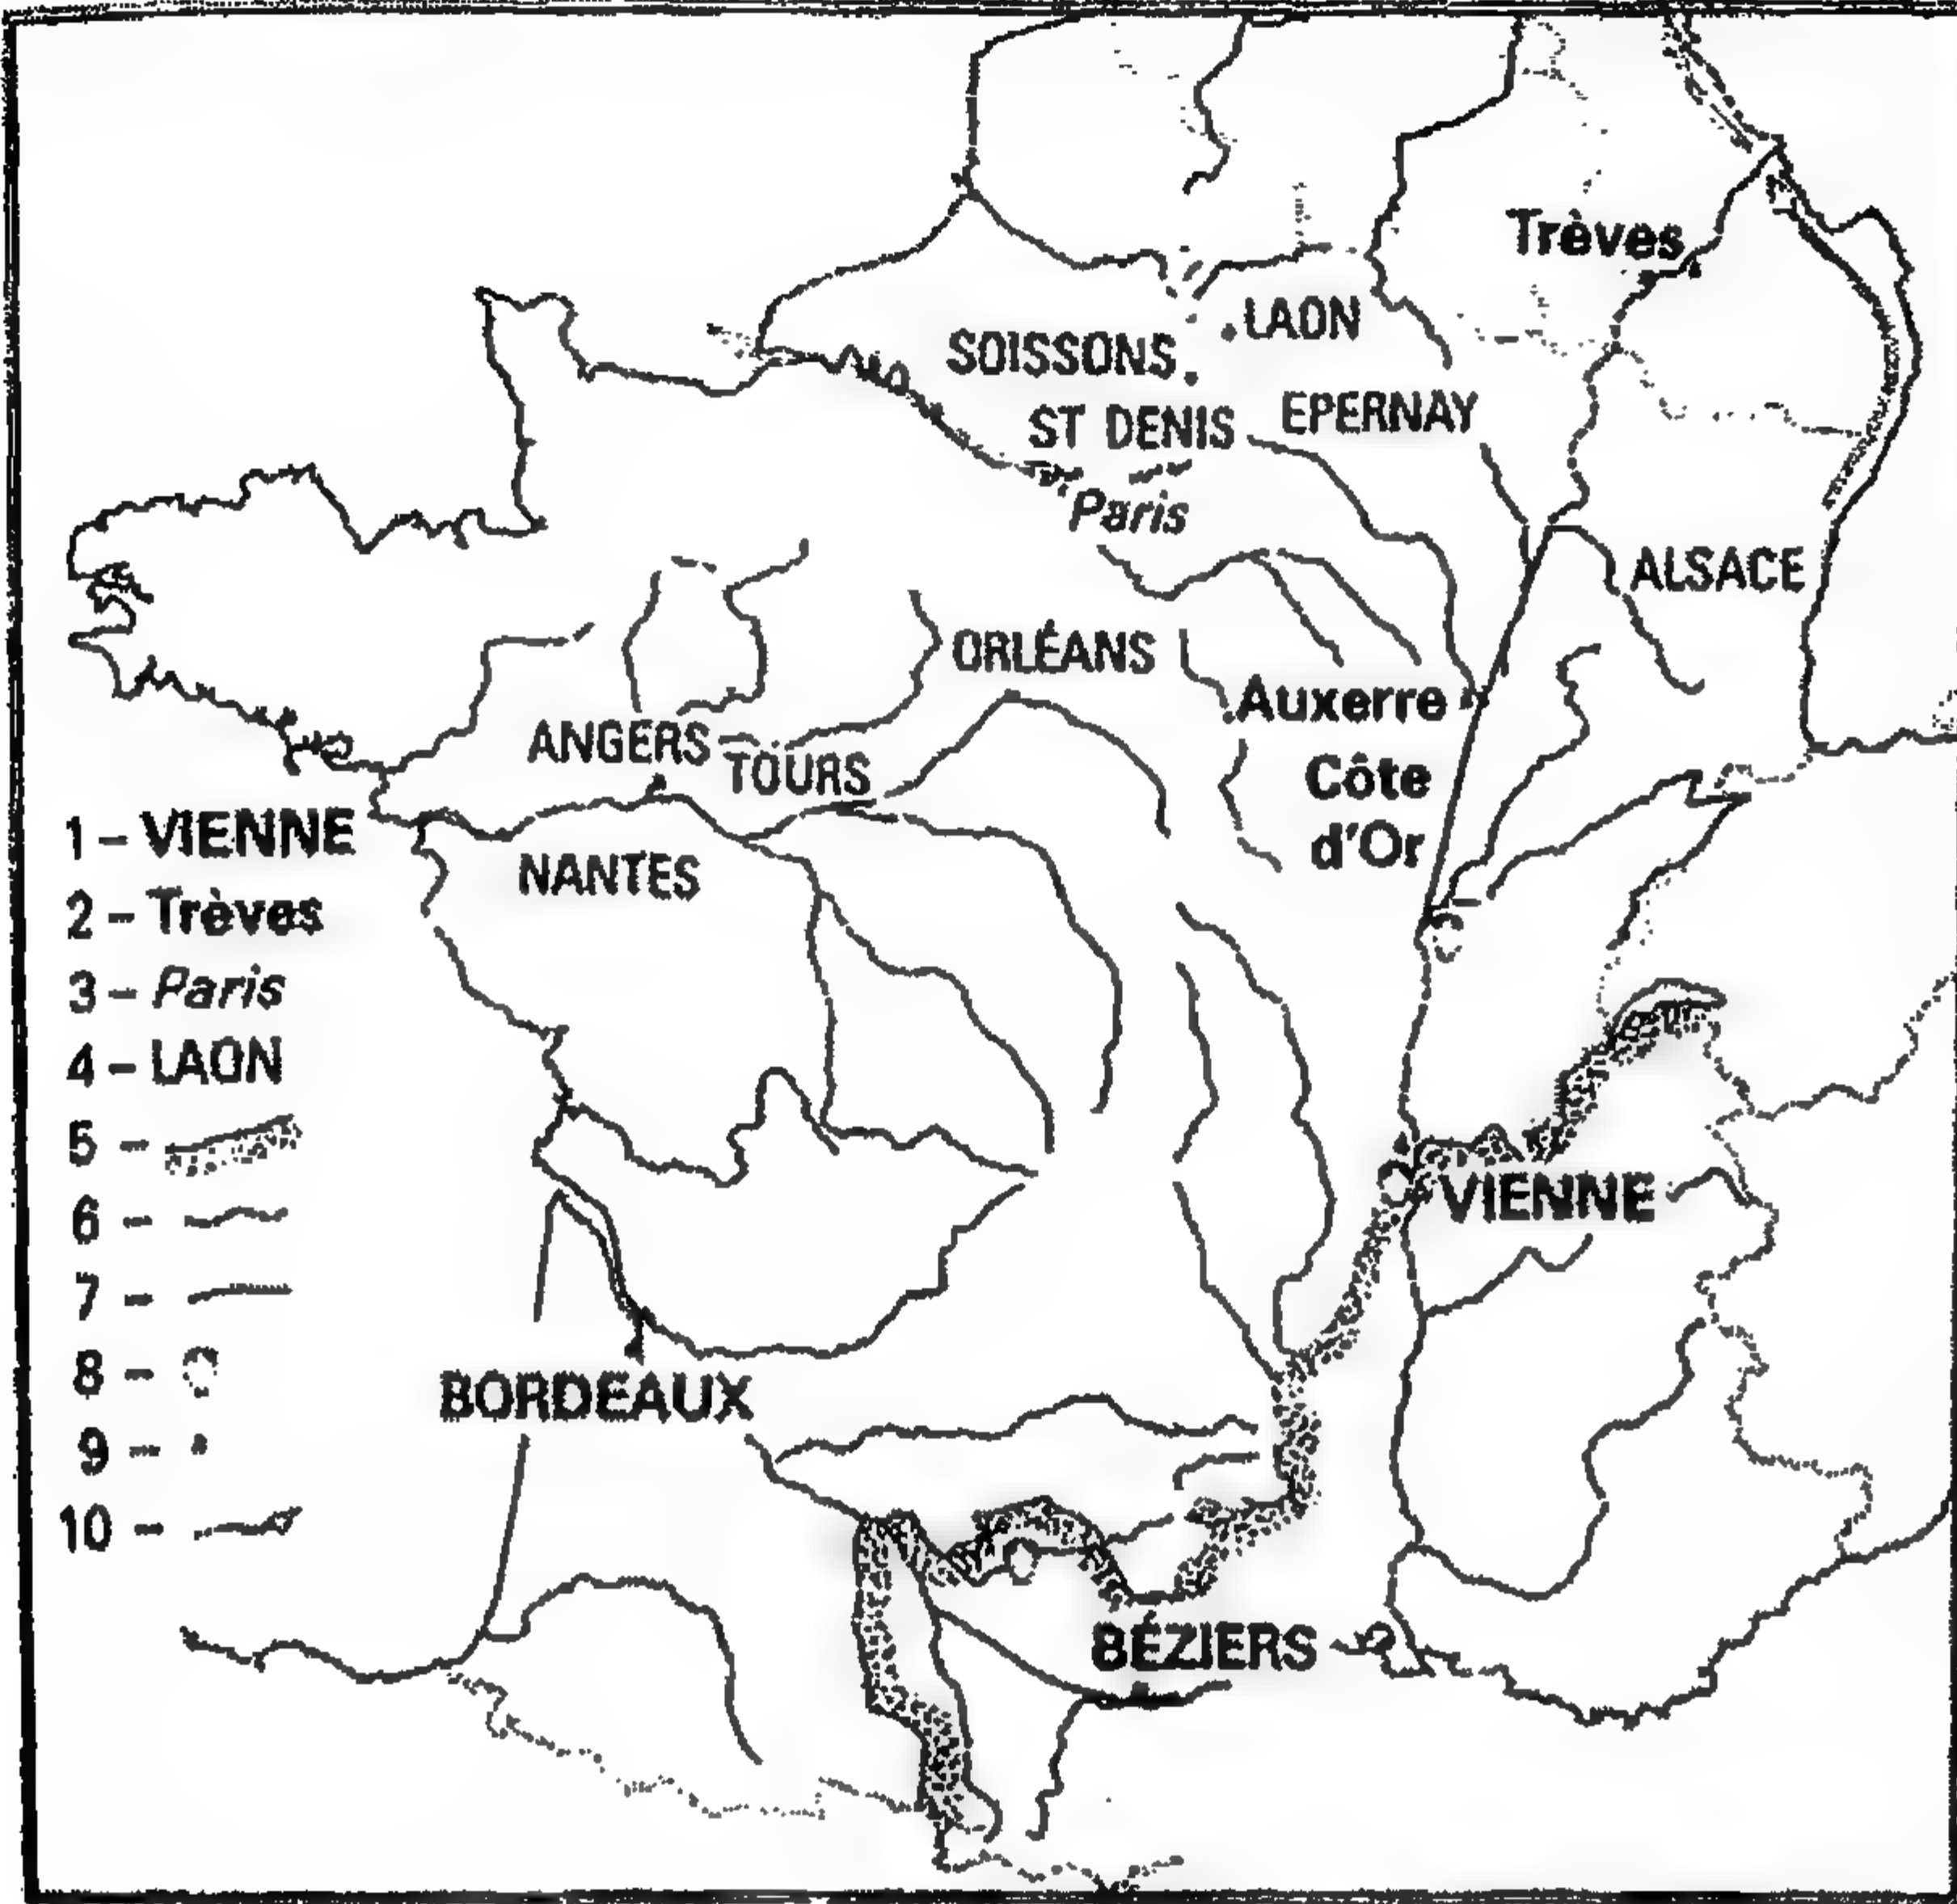 Trèves
LAON
SOISSONS
EPERNAY
ST DENIS
Paris
ALSACE
ORLÉANS
Auxerre
ANGERS
TOURS
Côte
d'Or
NANTES
1 – VIENNE
2 – Trèves
3 – Paris
4 – LAON
5 –
6 –
7 –
8 –
9 –
10 –
VIENNE
BORDEAUX
BÉZIERS